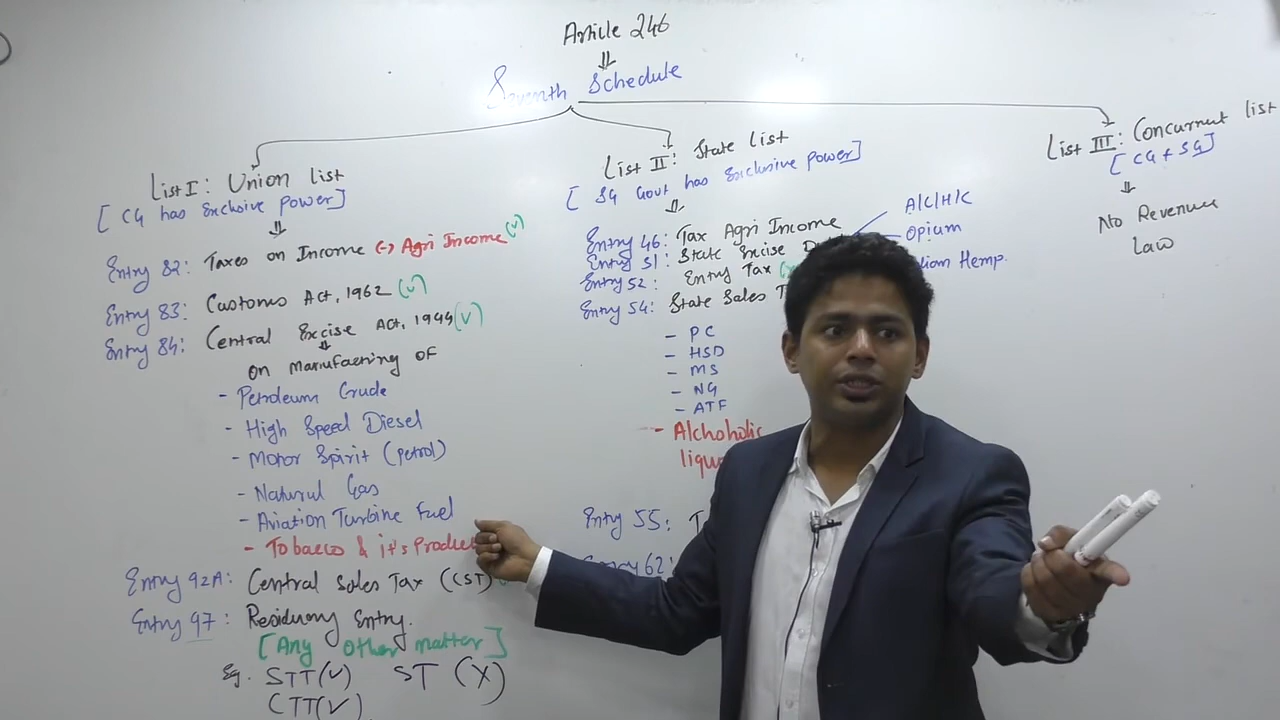 Article 246
⇓
Seventh Schedule
List I: Union list
[ CG has Exclusive power]
⇓
Entry 82: Taxes on Income (-) Agri Income (✓)
Entry 83: Customs Act, 1962 (✓)
Entry 84: Central Excise Act, 1944 (✓)
on manufacturing of
- Petroleum Crude
- High Speed Diesel
- Motor Spirit (petrol)
- Natural Gas
- Aviation Turbine Fuel
- Tobacco & it's
Entry 92A: Central Sales Tax (CST)
Entry 97: Residuary Entry.
[Any Other matter]
Eg. STT(✓) ST (X)
CTT(✓)
List II: State list
[ SG Govt has Exclusive power]
⇓
Entry 46: Tax Agri Income
Entry 51: State Excise
Entry 52: Entry Tax
Entry 54: State Sales
- PC
- HSD
- MS
- NG
- ATF
- Alchoholic
Entry 55:
62:
A/C/H/C
Opium
Hemp.
List III: Concurrent list
[ CG + SG]
⇓
No Revenue
Law